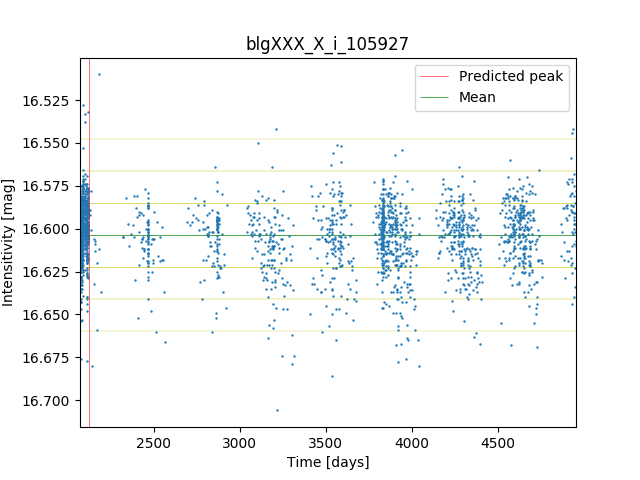 blgXXX_X_i_105927
Predicted peak
Mean
16.525
16.550
16.575
16.600
16.625
16.650
16.675
16.700
Intensitivity [mag]
2500
3000
3500
4000
4500
Time [days]